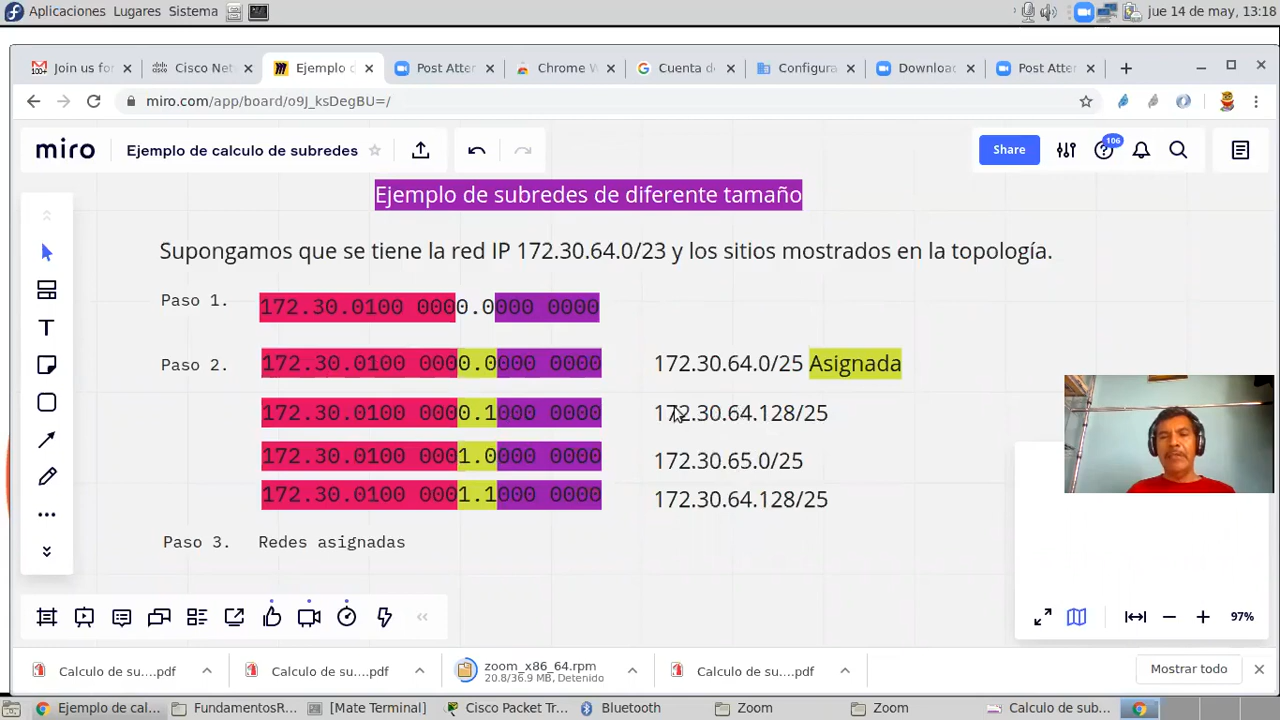 Aplicaciones Lugares Sistema
jue 14 de may, 13:18
100+ Join us for
Cisco Net
Ejemplo d
Post Atter
Chrome W
Cuenta de
Configura
Downloac
Post Atter
miro.com/app/board/o9J_ksDegBU=/
miro
Ejemplo de calculo de subredes
Share
106
Ejemplo de subredes de diferente tamaño
Supongamos que se tiene la red IP 172.30.64.0/23 y los sitios mostrados en la topología.
Paso 1. 172.30.0100 0000.0000 0000
Paso 2. 172.30.0100 0000.0000 0000 172.30.64.0/25 Asignada
172.30.0100 0000.1000 0000 172.30.64.128/25
172.30.0100 0001.0000 0000 172.30.65.0/25
172.30.0100 0001.1000 0000 172.30.64.128/25
Paso 3. Redes asignadas
97%
Calculo de su....pdf
Calculo de su....pdf
zoom_x86_64.rpm
20.8/36.9 MB, Detenido
Calculo de su....pdf
Mostrar todo
Ejemplo de cal...
FundamentosR...
[Mate Terminal]
Cisco Packet Tr...
Bluetooth
Zoom
Zoom
Calculo de sub...